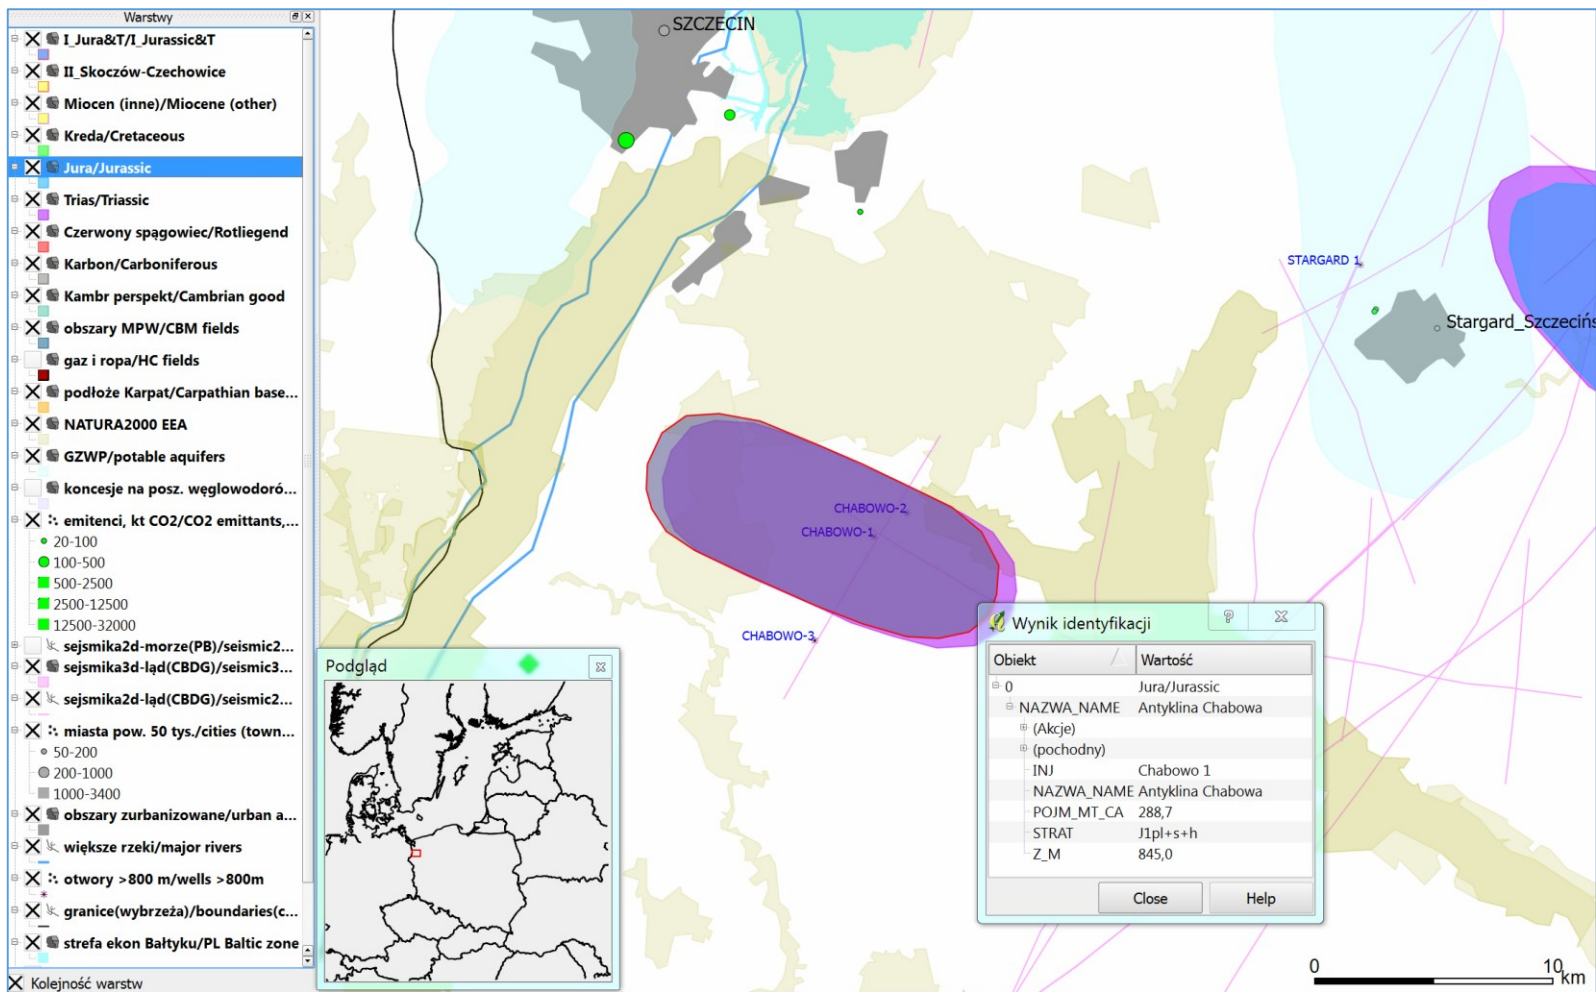 Warstwy
I_Jura&T/I_Jurassic&T
II_Skoczów-Czechowice
Miocen (inne)/Miocene (other)
Kreda/Cretaceous
Jura/Jurassic
Trias/Triassic
Czerwony spągowiec/Rotliegend
Karbon/Carboniferous
Kambr perspekt/Cambrian good
obszary MPW/CBM fields
gaz i ropa/HC fields
podłoże Karpat/Carpathian base...
NATURA2000 EEA
GZWP/potable aquifers
koncesje na posz. węglowodoró...
emitenci, kt CO2/CO2 emittants,...
20-100
100-500
500-2500
2500-12500
12500-32000
sejsmika2d-morze(PB)/seismic2...
sejsmika3d-ląd(CBDG)/seismic3...
sejsmika2d-ląd(CBDG)/seismic2...
miasta pow. 50 tys./cities (town...
50-200
200-1000
1000-3400
obszary zurbanizowane/urban a...
większe rzeki/major rivers
otwory >800 m/wells >800m
granice(wybrzeża)/boundaries(c...
strefa ekon Bałtyku/PL Baltic zone
Kolejność warstw
SZCZECIN
STARGARD 1
Stargard_Szczecińs
CHABOWO-2
CHABOWO-1
CHABOWO-3
Podgląd
Wynik identyfikacji
Obiekt Wartość
0 Jura/Jurassic
NAZWA_NAME Antyklina Chabowa
(Akcje)
(pochodny)
INJ Chabowo 1
NAZWA_NAME Antyklina Chabowa
POJM_MT_CA 288,7
STRAT J1pl+s+h
Z_M 845,0
Close Help
0 10 km